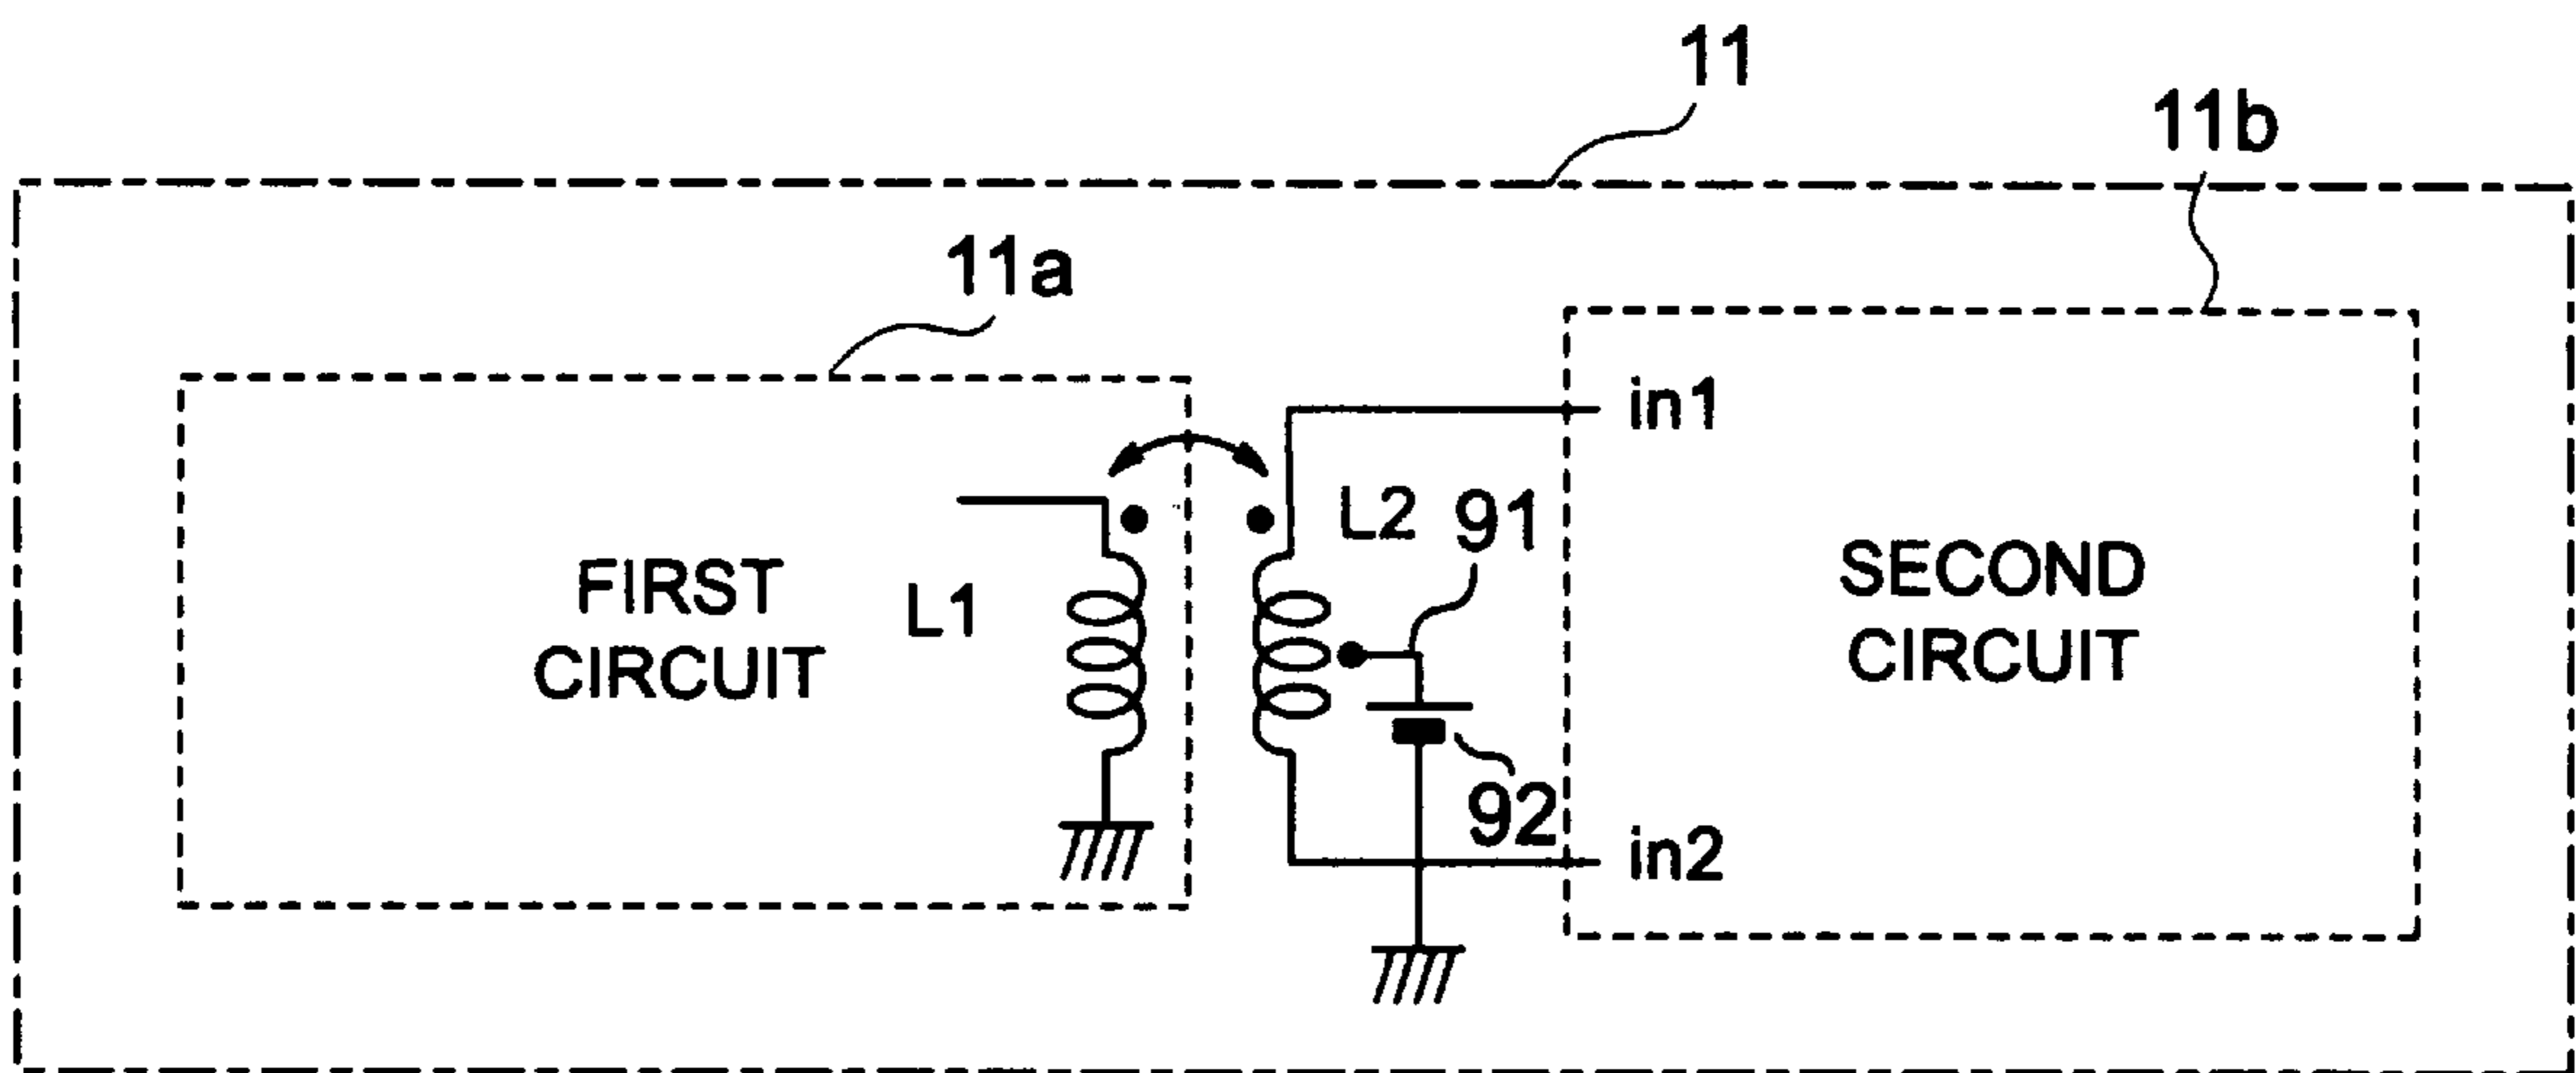 11
11b
11a
in1
L2
91
FIRST
CIRCUIT
L1
SECOND
CIRCUIT
92
in2